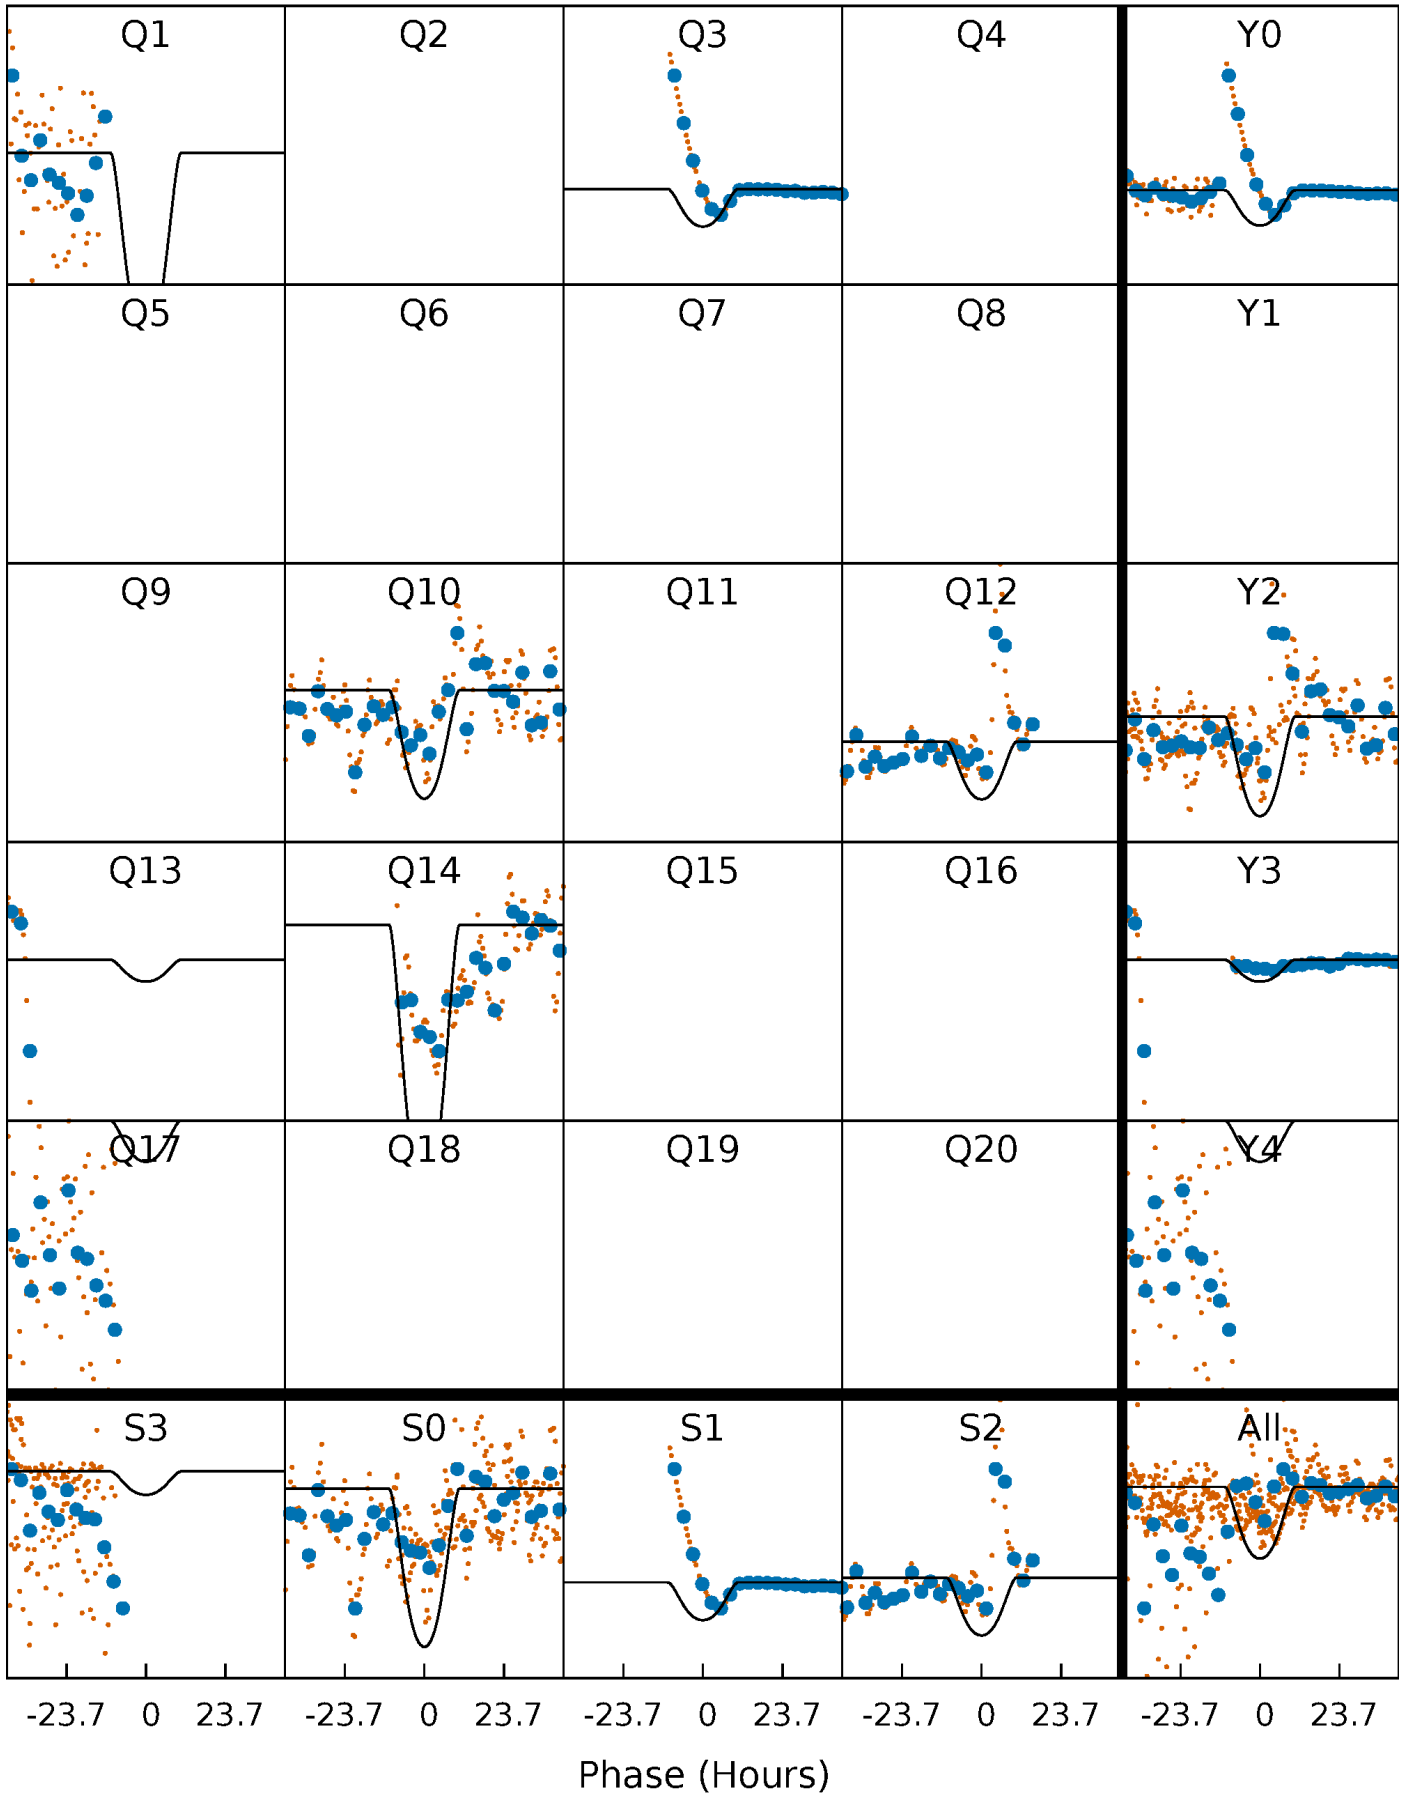 Q1 Q2 Q3 Q4 Y0
Q5 Q6 Q7 Q8 Y1
Q9 Q10 Q11 Q12 Y2
Q13 Q14 Q15 Q16 Y3
Q17 Q18 Q19 Q20 Y4
S3 S0 S1 S2 All
-23.7 0 23.7 -23.7 0 23.7 -23.7 0 23.7 -23.7 0 23.7 -23.7 0 23.7
Phase (Hours)